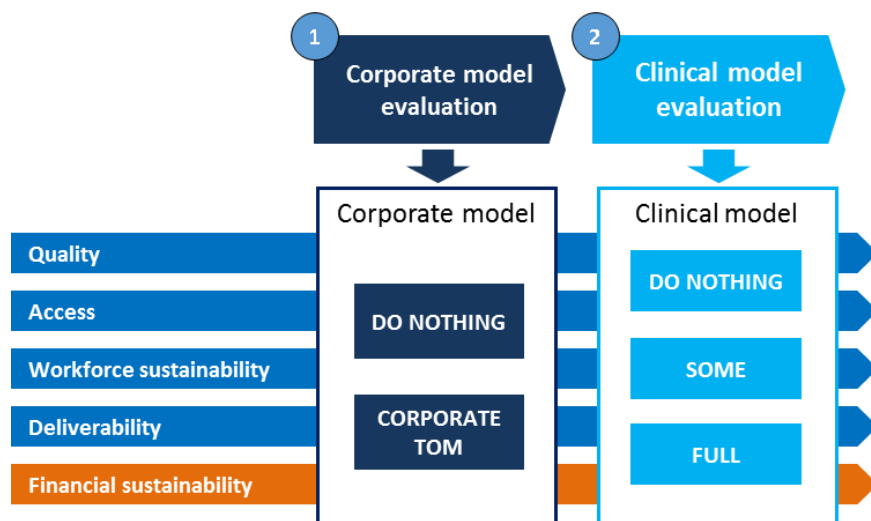 1
Corporate model
evaluation
2
Clinical model
evaluation
Corporate model
Clinical model
Quality
Access
Workforce sustainability
Deliverability
Financial sustainability
DO NOTHING
CORPORATE
TOM
DO NOTHING
SOME
FULL